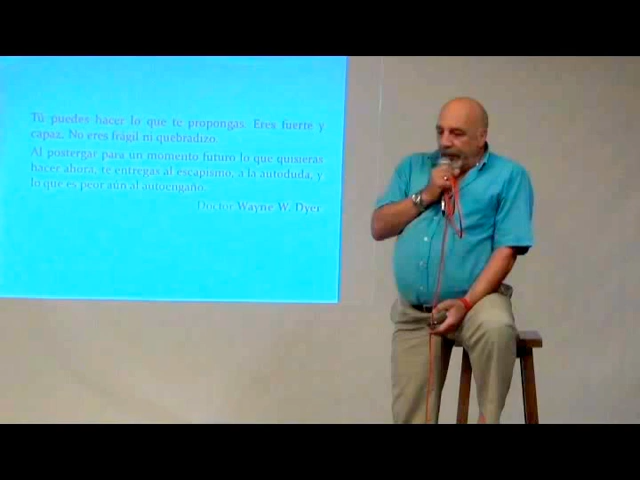 Tú puedes hacer lo que te propongas. Eres fuerte y
capaz. No eres frágil ni quebradizo.
Al postergar para un momento futuro lo que quisieras
hacer ahora, te entregas al escapismo, a la autoduda, y
lo que es peor aún al autoengaño.
Doctor Wayne W. Dyer